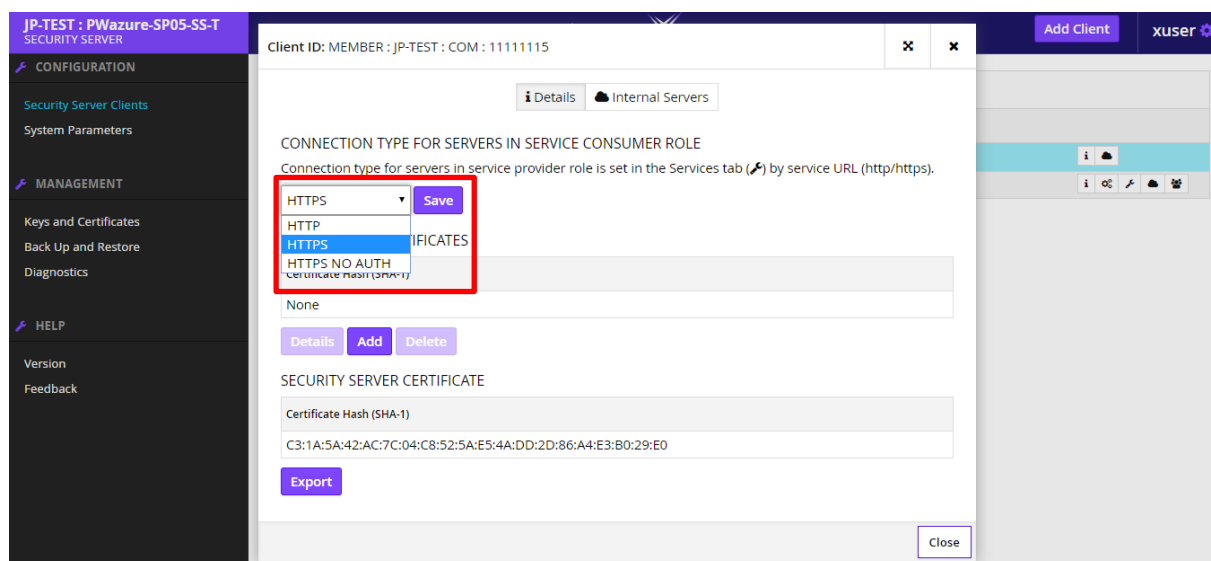 JP-TEST : PWazure-SP05-SS-T
SECURITY SERVER
Add Client
xuser
CONFIGURATION
Security Server Clients
System Parameters
MANAGEMENT
Keys and Certificates
Back Up and Restore
Diagnostics
HELP
Version
Feedback
Client ID: MEMBER : JP-TEST : COM : 11111115
Details
Internal Servers
CONNECTION TYPE FOR SERVERS IN SERVICE CONSUMER ROLE
Connection type for servers in service provider role is set in the Services tab () by service URL (http/https).
HTTPS
Save
HTTP
HTTPS
HTTPS NO AUTH
IFICATES
Certificate Hash (SHA-1)
None
Details Add Delete
SECURITY SERVER CERTIFICATE
Certificate Hash (SHA-1)
C3:1A:5A:42:AC:7C:04:C8:52:5A:E5:4A:DD:2D:86:A4:E3:B0:29:E0
Export
Close